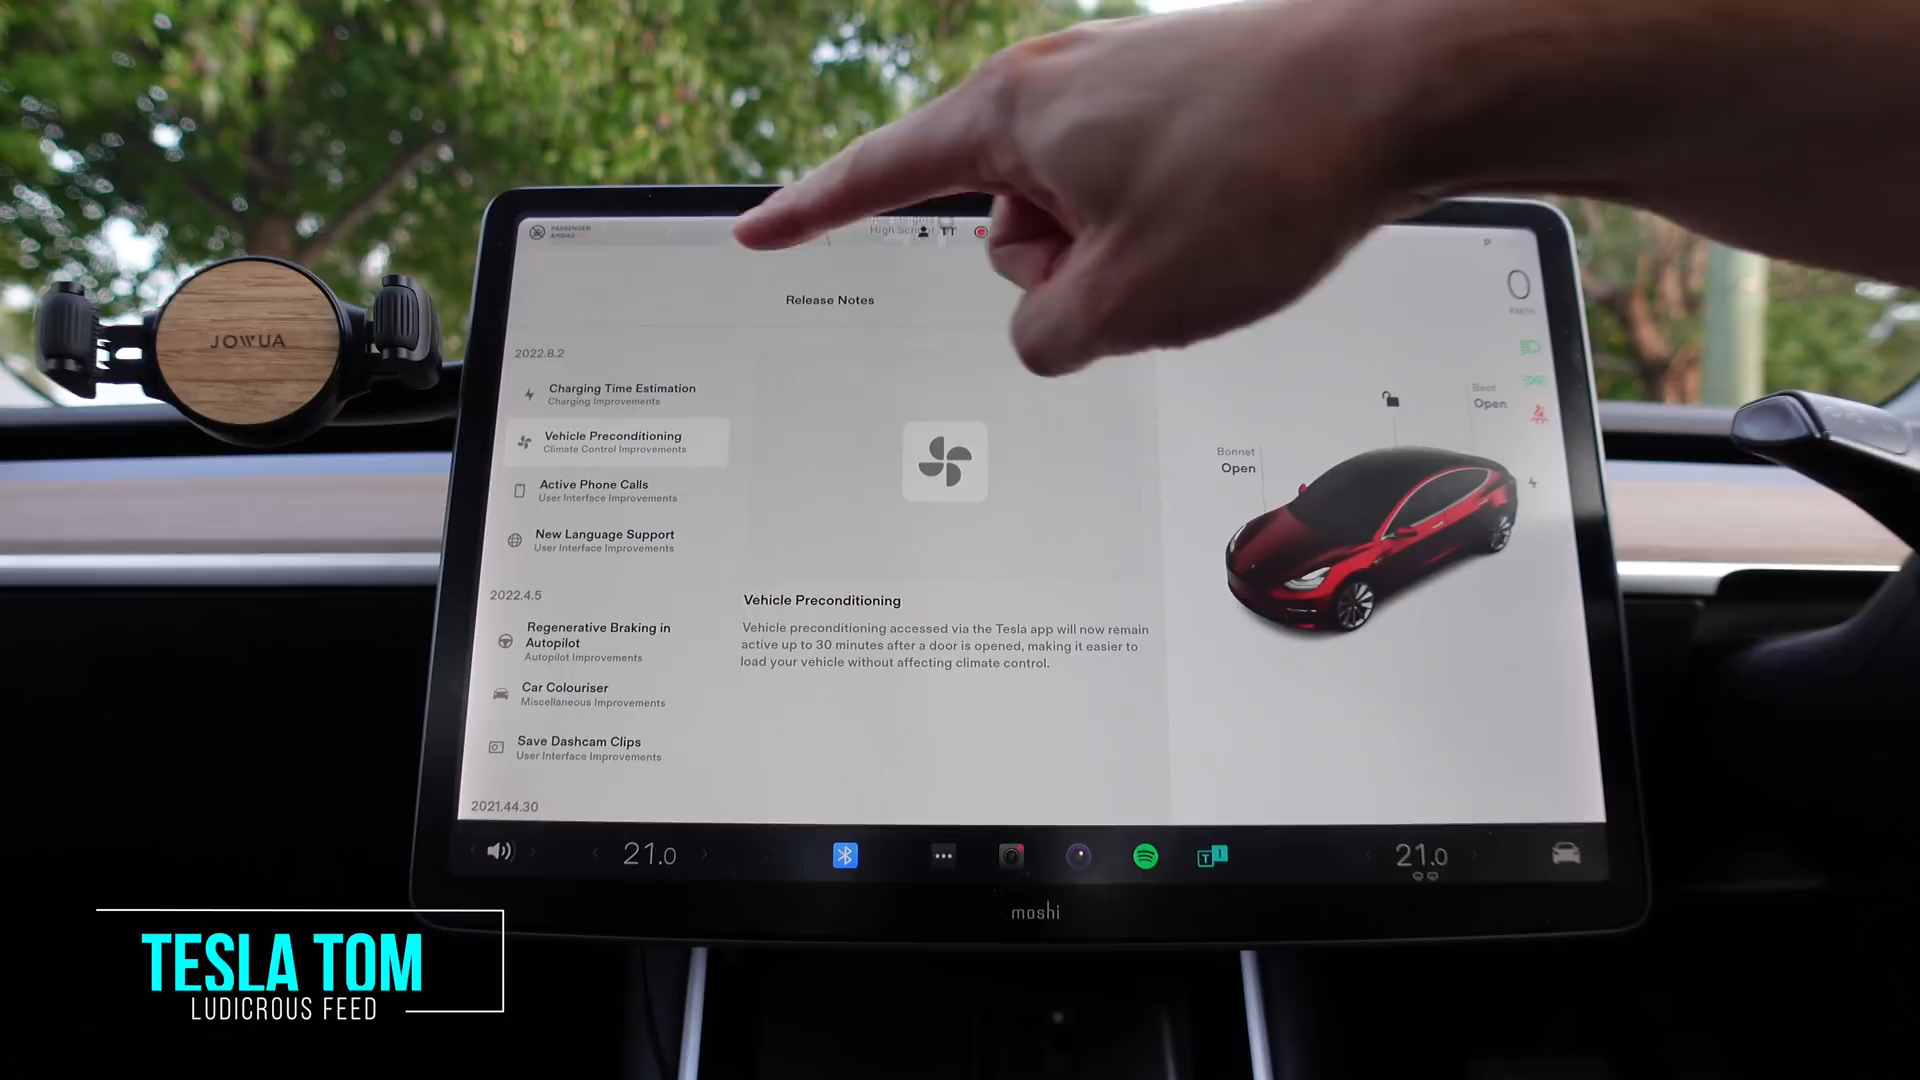 PASSENGER
AIRBAG
High School
TT
P
Release Notes
JOWUA
2022.8.2
Charging Time Estimation
Charging Improvements
Vehicle Preconditioning
Climate Control Improvements
Active Phone Calls
User Interface Improvements
New Language Support
User Interface Improvements
2022.4.5
Regenerative Braking in
Autopilot
Autopilot Improvements
Car Colouriser
Miscellaneous Improvements
Save Dashcam Clips
User Interface Improvements
2021.44.30
Vehicle Preconditioning
Vehicle preconditioning accessed via the Tesla app will now remain
active up to 30 minutes after a door is opened, making it easier to
load your vehicle without affecting climate control.
0
Boot
Open
Bonnet
Open
21.0
T
21.0
moshi
TESLA TOM
LUDICROUS FEED